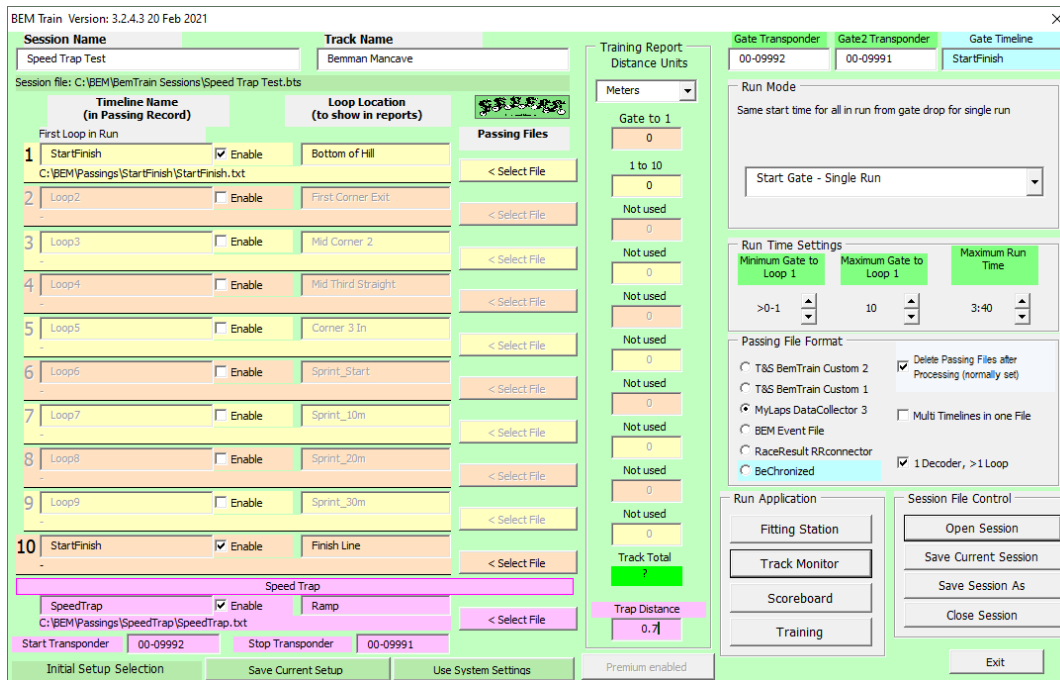 BEM Train Version: 3.2.4.3 20 Feb 2021
Session Name
Track Name
Speed Trap Test
Bemman Mancave
Session file: C:\BEM\BemTrain Sessions\Speed Trap Test.bts
Timeline Name
(in Passing Record)
Loop Location
(to show in reports)
Passing Files
First Loop in Run
1 StartFinish Enable Bottom of Hill < Select File
C:\BEM\Passings\StartFinish\StartFinish.txt
2 Loop2 Enable First Corner Exit < Select File
-
3 Loop3 Enable Mid Corner 2 < Select File
-
4 Loop4 Enable Mid Third Straight < Select File
-
5 Loop5 Enable Corner 3 In < Select File
-
6 Loop6 Enable Sprint_Start < Select File
-
7 Loop7 Enable Sprint_10m < Select File
-
8 Loop8 Enable Sprint_20m < Select File
-
9 Loop9 Enable Sprint_30m < Select File
-
10 StartFinish Enable Finish Line < Select File
-
Speed Trap
SpeedTrap Enable Ramp < Select File
C:\BEM\Passings\SpeedTrap\SpeedTrap.txt
Start Transponder 00-09992 Stop Transponder 00-09991
Initial Setup Selection Save Current Setup Use System Settings
Training Report
Distance Units
Meters
Gate to 1
0
1 to 10
0
Not used
0
Not used
0
Not used
0
Not used
0
Not used
0
Not used
0
Not used
0
Not used
0
Track Total
?
Trap Distance
0.7
Premium enabled
Gate Transponder Gate2 Transponder Gate Timeline
00-09992 00-09991 StartFinish
Run Mode
Same start time for all in run from gate drop for single run
Start Gate - Single Run
Run Time Settings
Minimum Gate to
Loop 1
Maximum Gate to
Loop 1
Maximum Run
Time
>0-1 10 3:40
Passing File Format
T&S BemTrain Custom 2
T&S BemTrain Custom 1
MyLaps DataCollector 3
BEM Event File
RaceResult RRconnector
BeChronized
Delete Passing Files after
Processing (normally set)
Multi Timelines in one File
1 Decoder, >1 Loop
Run Application
Fitting Station
Track Monitor
Scoreboard
Training
Session File Control
Open Session
Save Current Session
Save Session As
Close Session
Exit